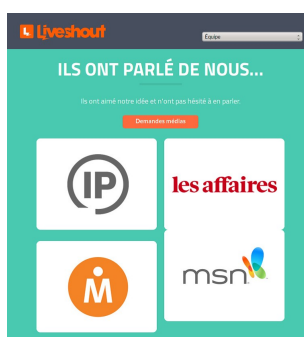 L Liveshout
Équipe
ILS ONT PARLÉ DE NOUS...
Ils ont aimé notre idée et n'ont pas hésité à en parler.
Demandes médias
IP
les affaires
M
msn